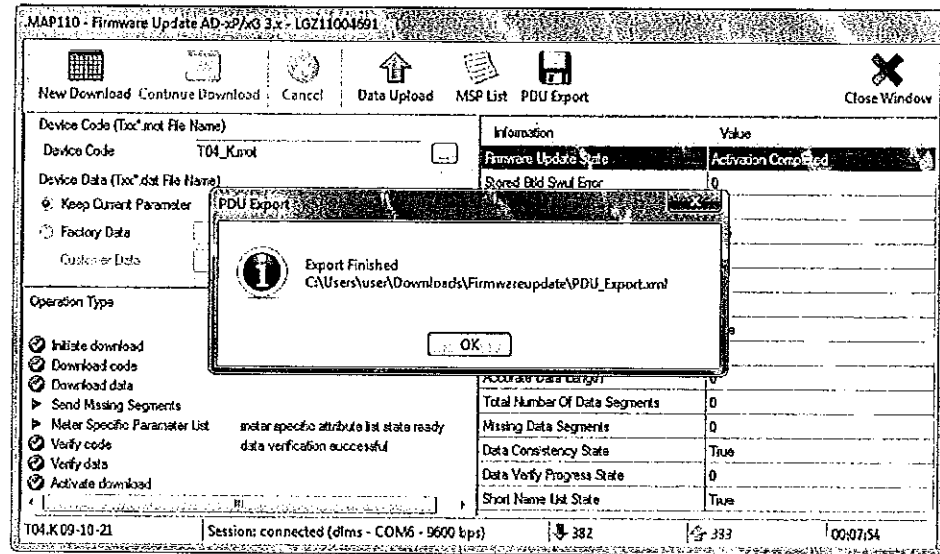 MAP110 - Firmware Update AD-xP/xG 3.x - LGZ11004691
New Download Continue Download Cancel Data Upload MSP List PDU Export Close Window
Device Code (Txx*.mot File Name)
Device Code T04_K.mot ...
Device Data (Txx*.dat File Name)
Keep Current Parameter
Factory Data
Customer Data
Operation Type
Initiate download
Download code
Download data
Send Missing Segments
Meter Specific Parameter List meter specific attribute list state ready
Verify code data verification successful
Verify data
Activate download
Information Value
Firmware Update State Activation Completed
Stored Btld Swul Error 0
PDU Export
Export Finished
C:\Users\user\Downloads\Firmwareupdate\PDU_Export.xml
OK
Accurate Data Length 0
Total Number Of Data Segments 0
Missing Data Segments 0
Data Consistency State True
Data Verify Progress State 0
Short Name List State True
T04.K 09-10-21 Session: connected (dlms - COM6 - 9600 bps) 382 333 00:07:54